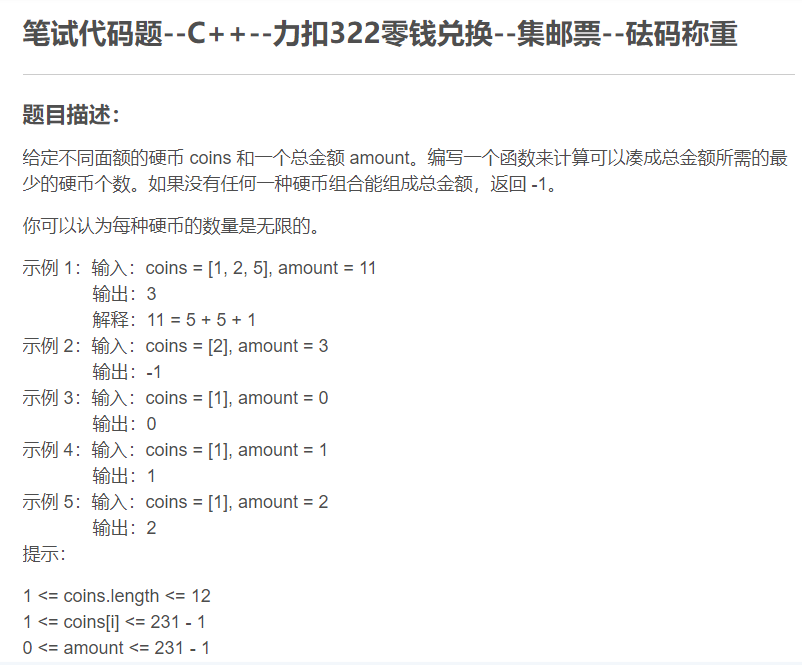 笔试代码题--C++--力扣322零钱兑换--集邮票--砝码称重
题目描述：
给定不同面额的硬币 coins 和一个总金额 amount。编写一个函数来计算可以凑成总金额所需的最
少的硬币个数。如果没有任何一种硬币组合能组成总金额，返回 -1。
你可以认为每种硬币的数量是无限的。
示例 1：输入：coins = [1, 2, 5], amount = 11
输出：3
解释：11 = 5 + 5 + 1
示例 2：输入：coins = [2], amount = 3
输出：-1
示例 3：输入：coins = [1], amount = 0
输出：0
示例 4：输入：coins = [1], amount = 1
输出：1
示例 5：输入：coins = [1], amount = 2
输出：2
提示：
1 <= coins.length <= 12
1 <= coins[i] <= 231 - 1
0 <= amount <= 231 - 1